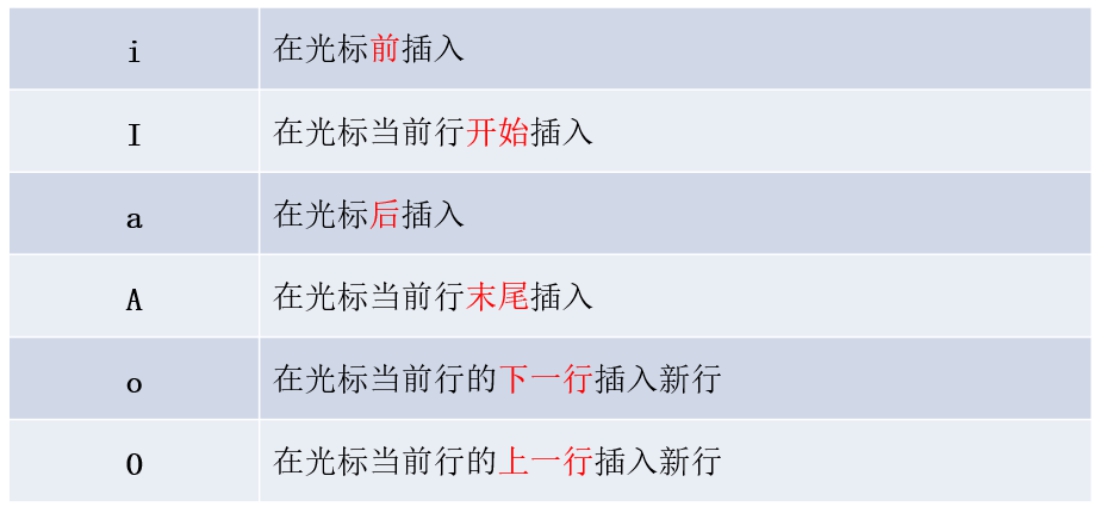 i 在光标前插入
I 在光标当前行开始插入
a 在光标后插入
A 在光标当前行末尾插入
o 在光标当前行的下一行插入新行
O 在光标当前行的上一行插入新行